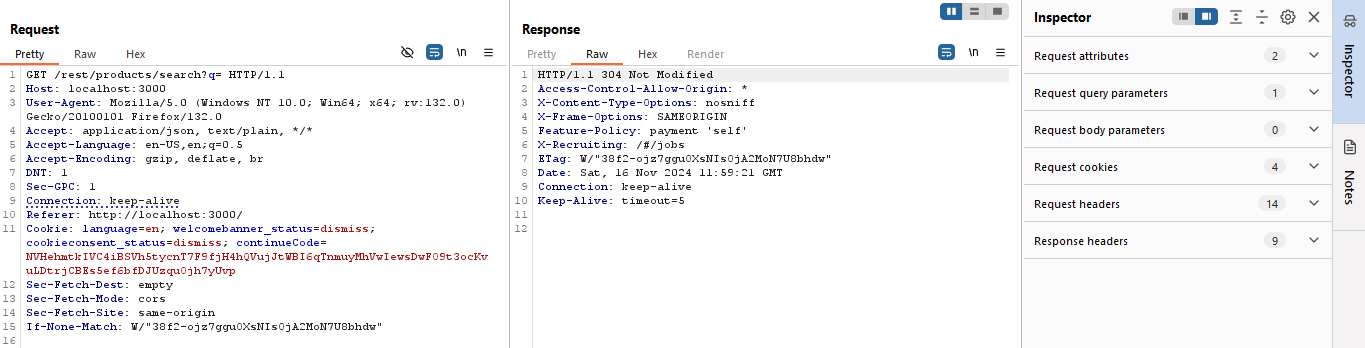 Request
Pretty Raw Hex \n
1 GET /rest/products/search?q= HTTP/1.1
2 Host: localhost:3000
3 User-Agent: Mozilla/5.0 (Windows NT 10.0; Win64; x64; rv:132.0)
Gecko/20100101 Firefox/132.0
4 Accept: application/json, text/plain, */*
5 Accept-Language: en-US,en;q=0.5
6 Accept-Encoding: gzip, deflate, br
7 DNT: 1
8 Sec-GPC: 1
9 Connection: keep-alive
10 Referer: http://localhost:3000/
11 Cookie: language=en; welcomebanner_status=dismiss;
cookieconsent_status=dismiss; continueCode=
NVHehmtkIVC4iBSVh5tycnT7F9fjH4hQVujJtWBI6qTnmuyMhVwIewsDwF09t3ocKv
uLDtrjCBEs5ef6bfDJUzqu0jh7yUvp
12 Sec-Fetch-Dest: empty
13 Sec-Fetch-Mode: cors
14 Sec-Fetch-Site: same-origin
15 If-None-Match: W/"38f2-ojz7ggu0XsNIs0jA2MoN7U8bhdw"
16
Response
Pretty Raw Hex Render \n
1 HTTP/1.1 304 Not Modified
2 Access-Control-Allow-Origin: *
3 X-Content-Type-Options: nosniff
4 X-Frame-Options: SAMEORIGIN
5 Feature-Policy: payment 'self'
6 X-Recruiting: /#/jobs
7 ETag: W/"38f2-ojz7ggu0XsNIs0jA2MoN7U8bhdw"
8 Date: Sat, 16 Nov 2024 11:59:21 GMT
9 Connection: keep-alive
10 Keep-Alive: timeout=5
11
12
Inspector
Request attributes 2
Request query parameters 1
Request body parameters 0
Request cookies 4
Request headers 14
Response headers 9
Inspector
Notes